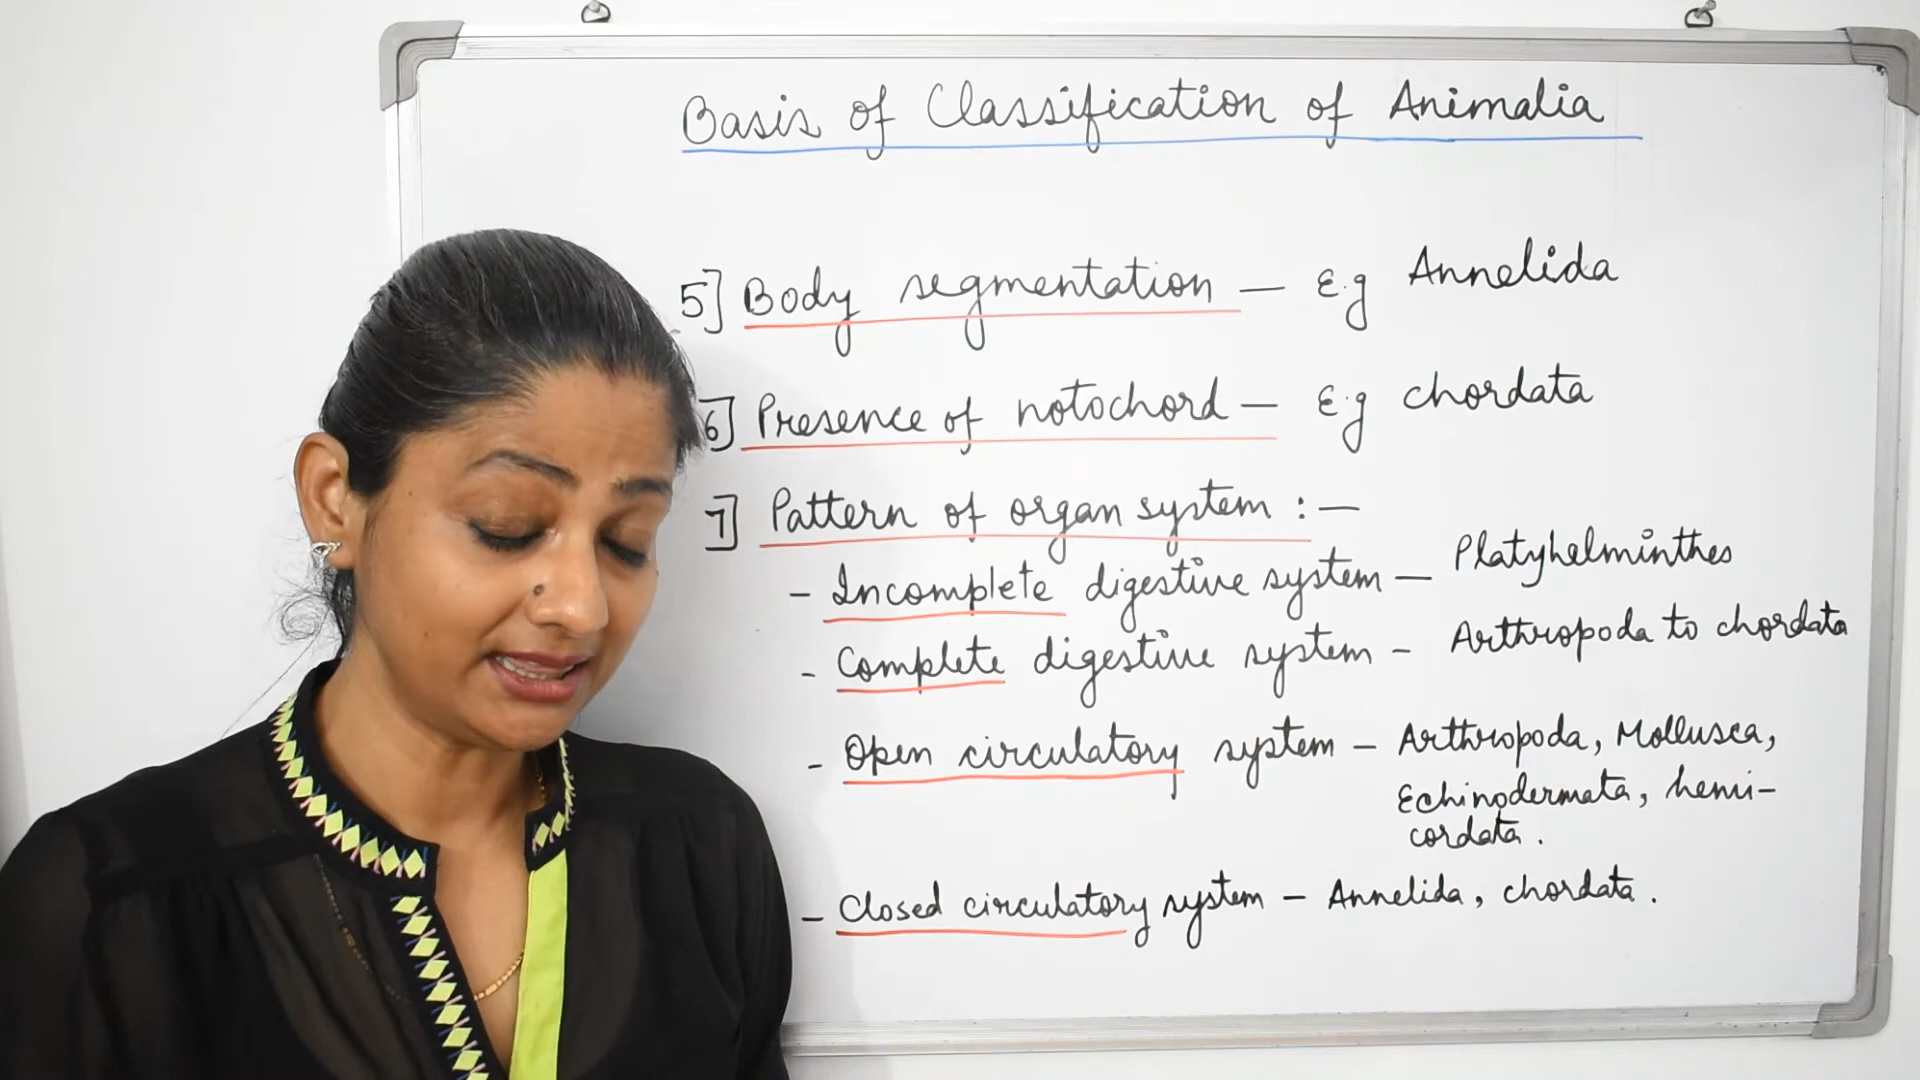 Basis of Classification of Animalia
5] Body segmentation — E.g Annelida
6] Presence of notochord — E.g chordata
7] Pattern of organ system :—
- Incomplete digestive system — Platyhelminthes
- Complete digestive system - Arthropoda to chordata
- Open circulatory system - Arthropoda, Mollusca,
Echinodermata, hemi-
cordata.
- Closed circulatory system - Annelida, chordata.